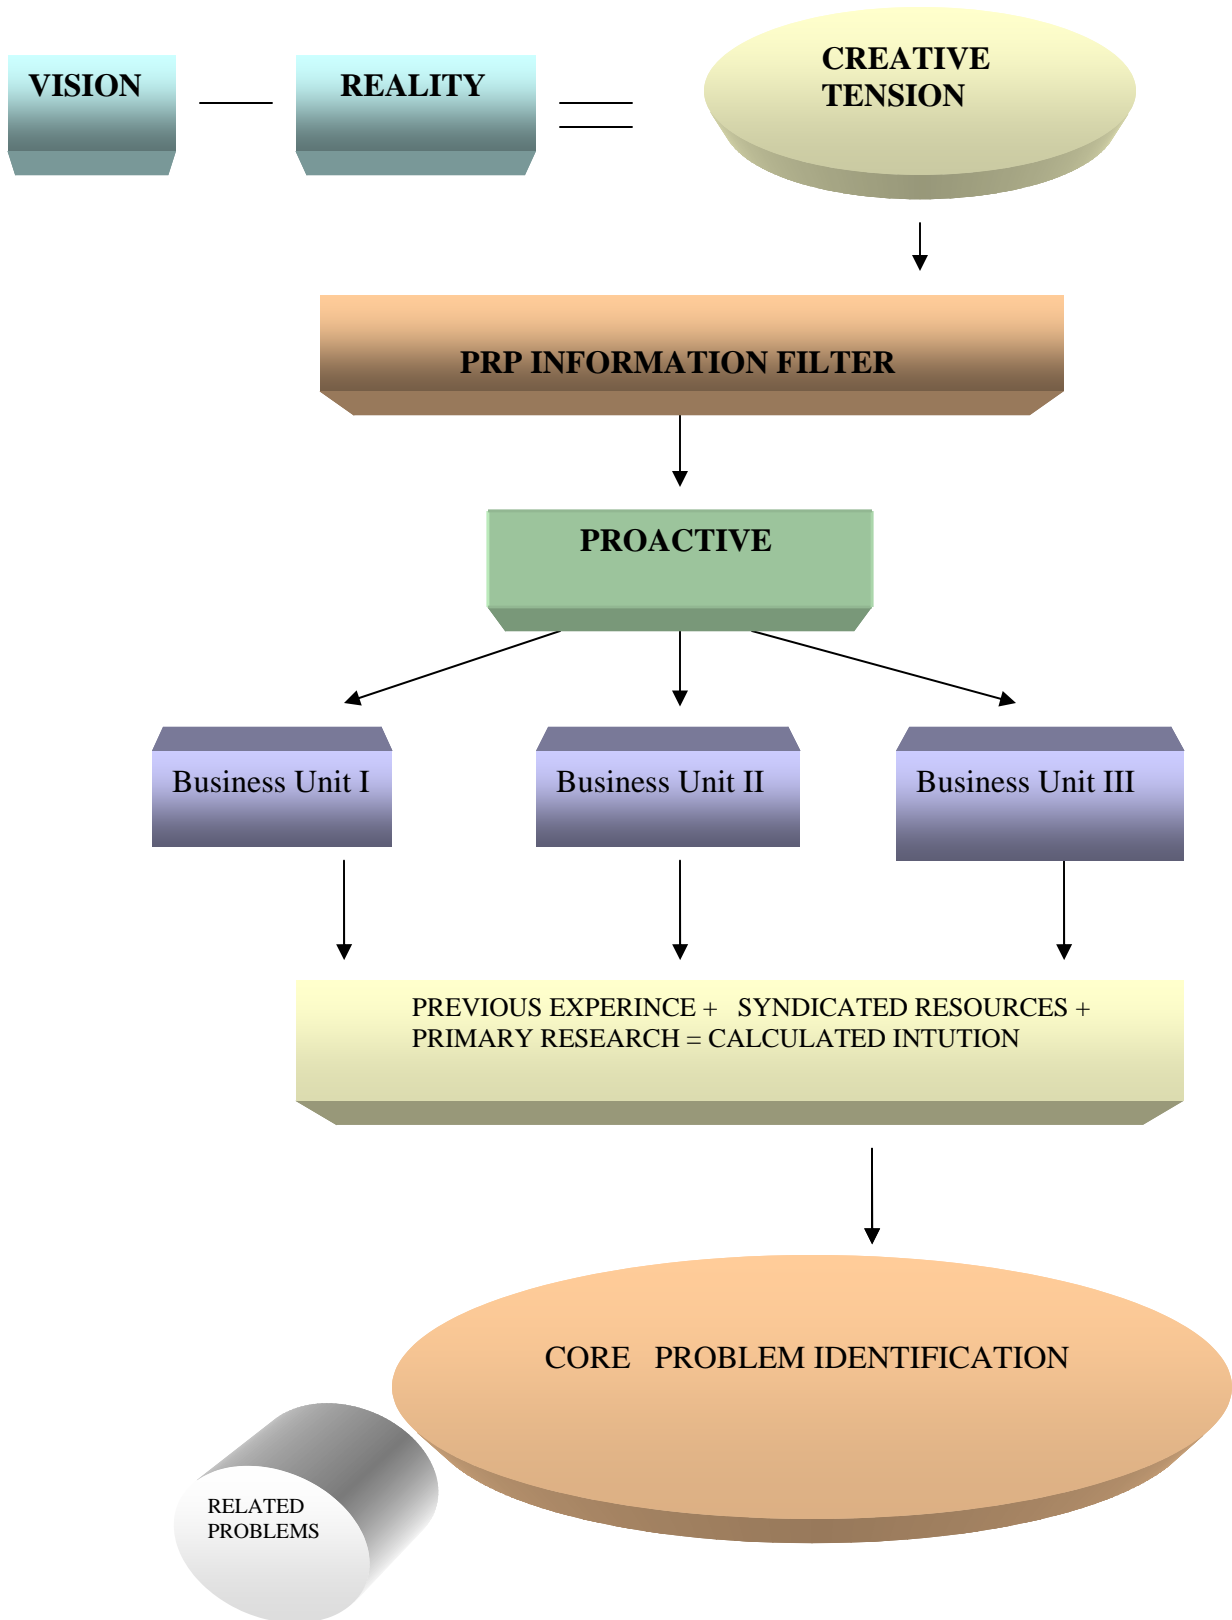 VISION
REALITY
CREATIVE
TENSION
PRP INFORMATION FILTER
PROACTIVE
Business Unit I
Business Unit II
Business Unit III
PREVIOUS EXPERINCE + SYNDICATED RESOURCES +
PRIMARY RESEARCH = CALCULATED INTUTION
CORE PROBLEM IDENTIFICATION
RELATED
PROBLEMS